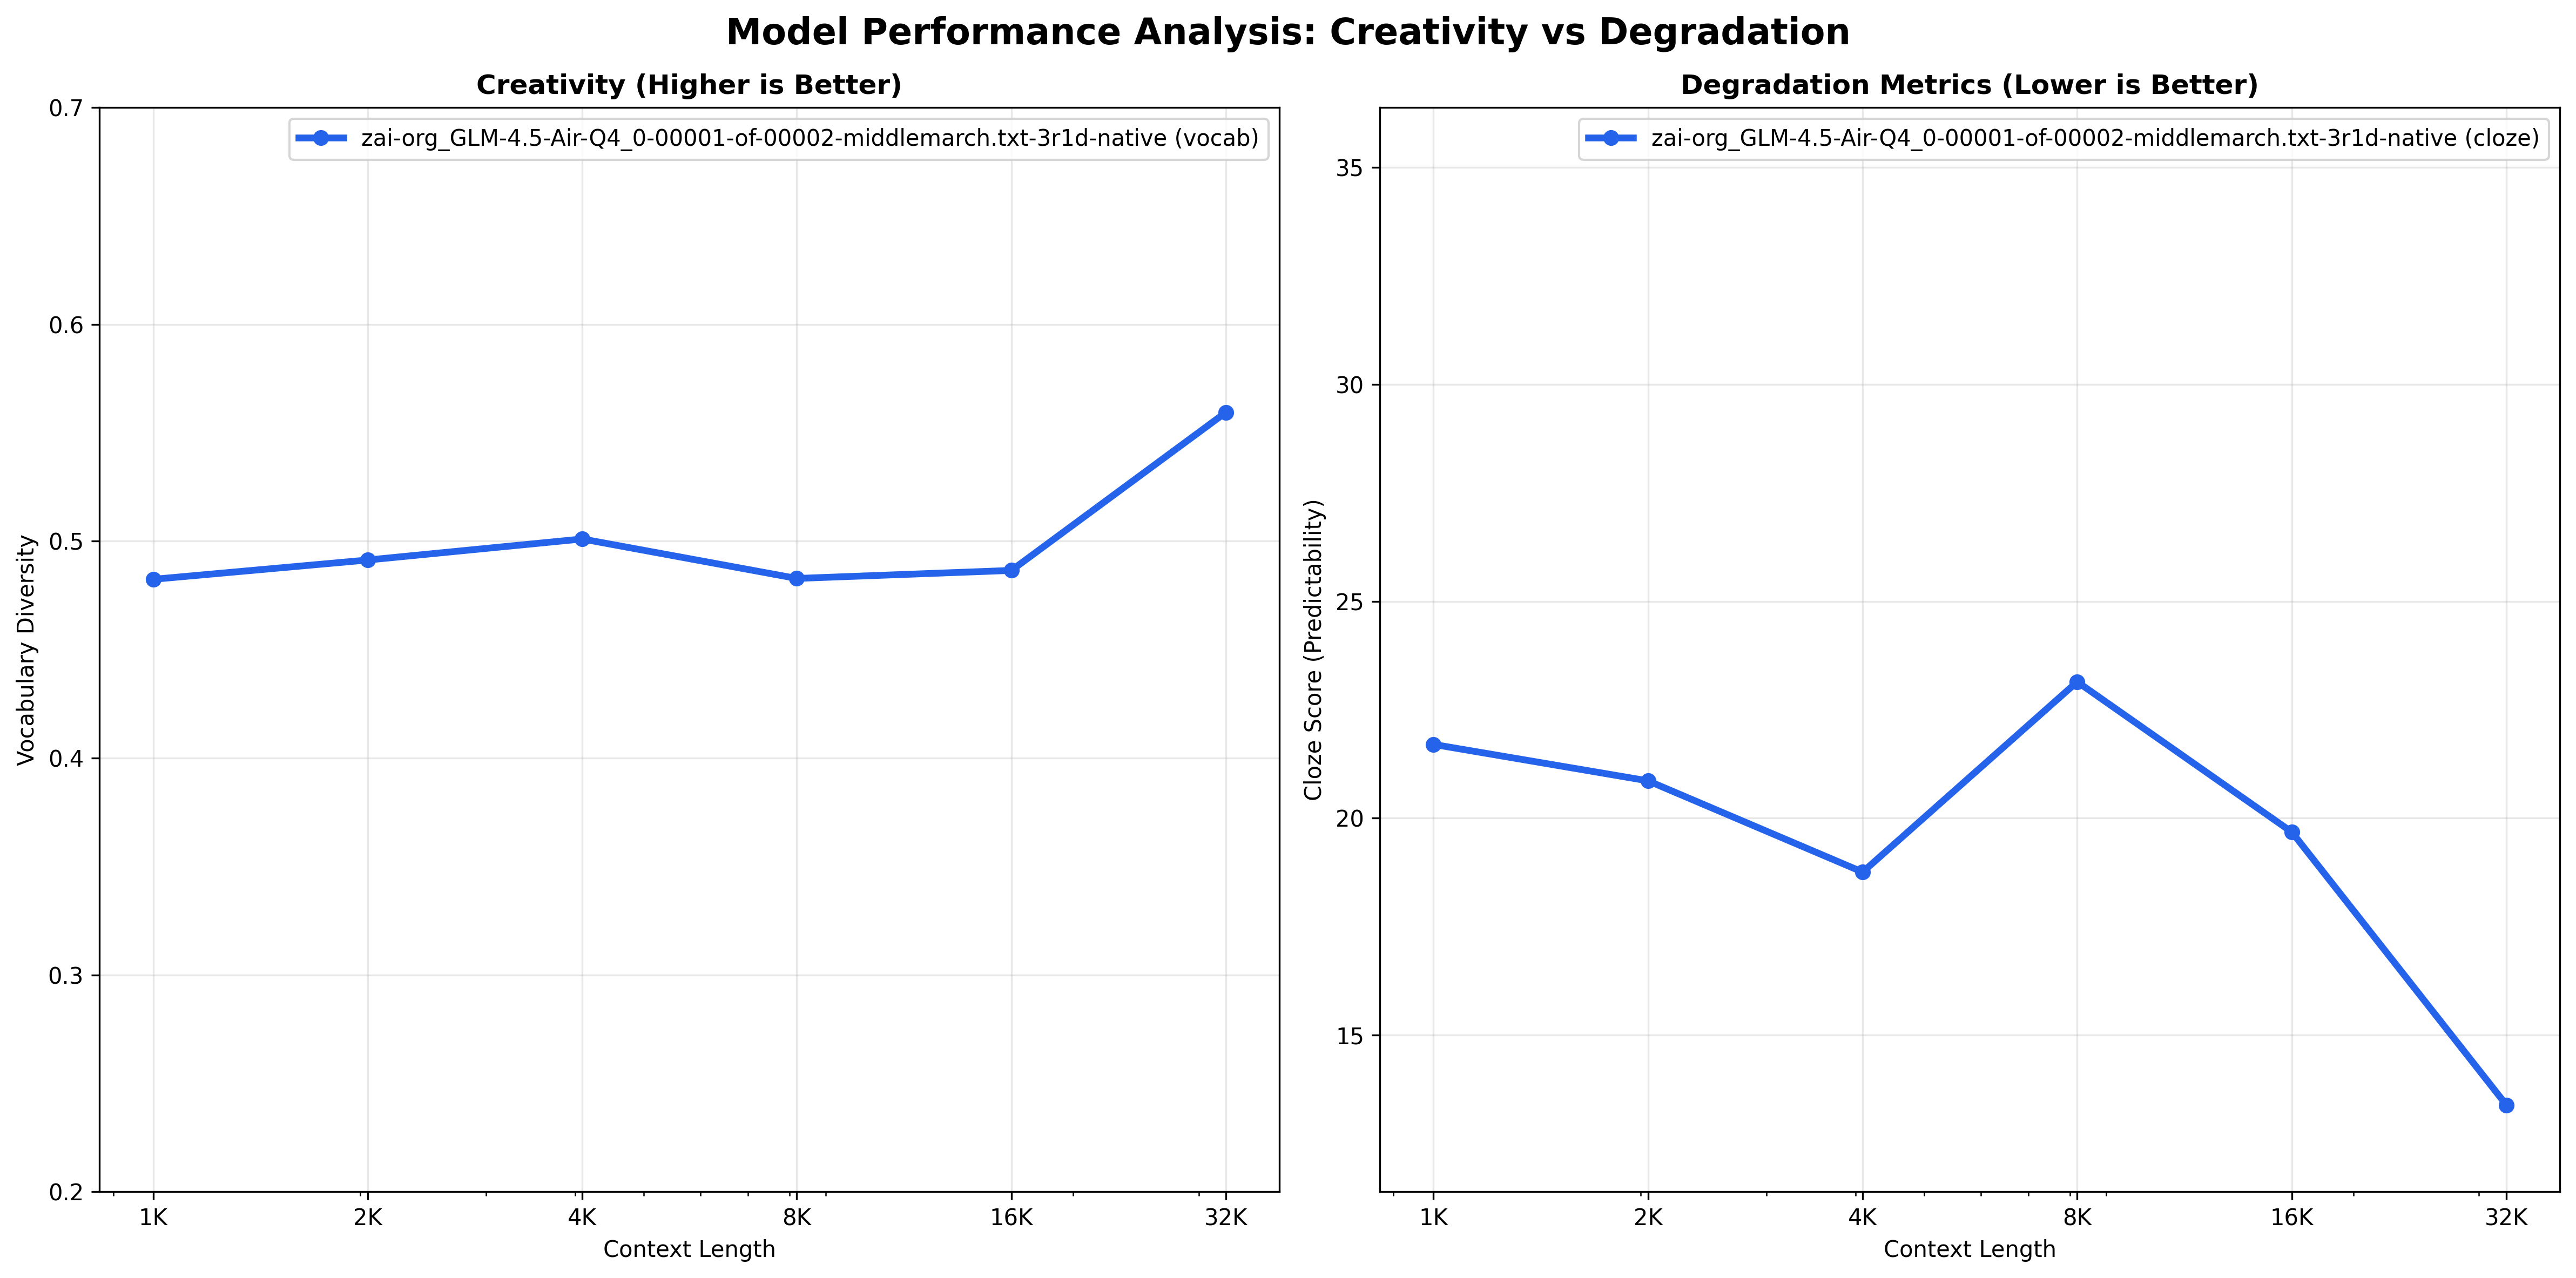 Model Performance Analysis: Creativity vs Degradation
Creativity (Higher is Better)
zai-org_GLM-4.5-Air-Q4_0-00001-of-00002-middlemarch.txt-3r1d-native (vocab)
Vocabulary Diversity
0.7
0.6
0.5
0.4
0.3
0.2
1K 2K 4K 8K 16K 32K
Context Length
Degradation Metrics (Lower is Better)
zai-org_GLM-4.5-Air-Q4_0-00001-of-00002-middlemarch.txt-3r1d-native (cloze)
Cloze Score (Predictability)
35
30
25
20
15
1K 2K 4K 8K 16K 32K
Context Length